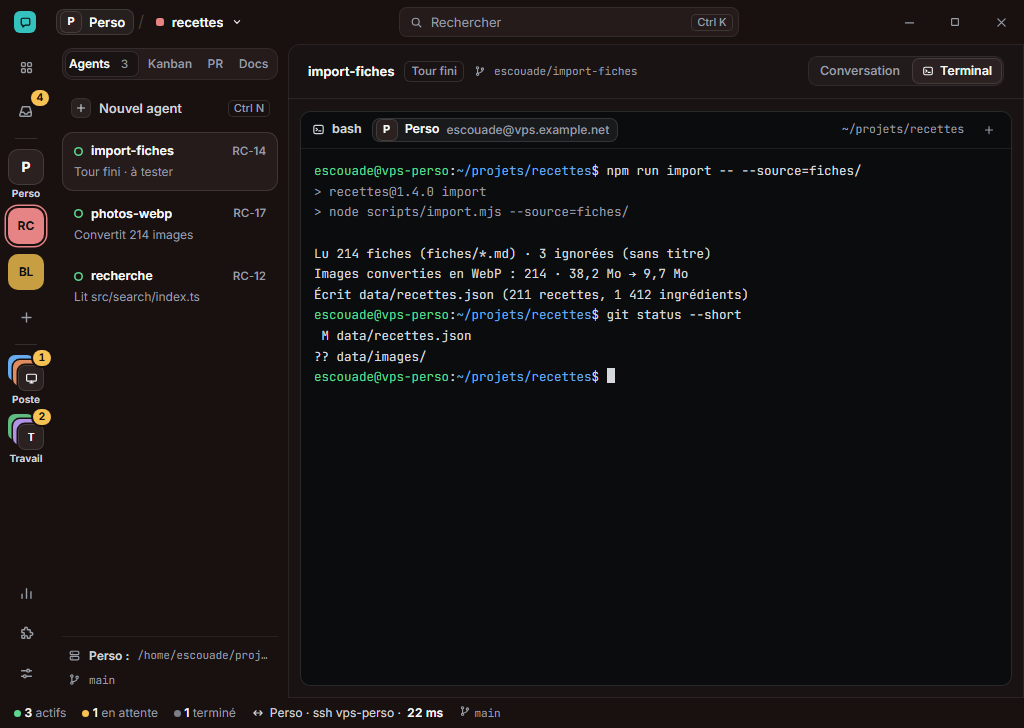 P Perso / recettes
Rechercher Ctrl K
4
P
Perso
RC
BL
1
Poste
T 2
Travail
Agents 3 Kanban PR Docs
Nouvel agent Ctrl N
import-fiches RC-14
Tour fini · à tester
photos-webp RC-17
Convertit 214 images
recherche RC-12
Lit src/search/index.ts
Perso : /home/escouade/proj…
main
import-fiches Tour fini escouade/import-fiches Conversation Terminal
bash P Perso escouade@vps.example.net ~/projets/recettes +
escouade@vps-perso:~/projets/recettes$ npm run import -- --source=fiches/
> recettes@1.4.0 import
> node scripts/import.mjs --source=fiches/
Lu 214 fiches (fiches/*.md) · 3 ignorées (sans titre)
Images converties en WebP : 214 · 38,2 Mo → 9,7 Mo
Écrit data/recettes.json (211 recettes, 1 412 ingrédients)
escouade@vps-perso:~/projets/recettes$ git status --short
M data/recettes.json
?? data/images/
escouade@vps-perso:~/projets/recettes$
3 actifs 1 en attente 1 terminé ↔ Perso · ssh vps-perso · 22 ms main